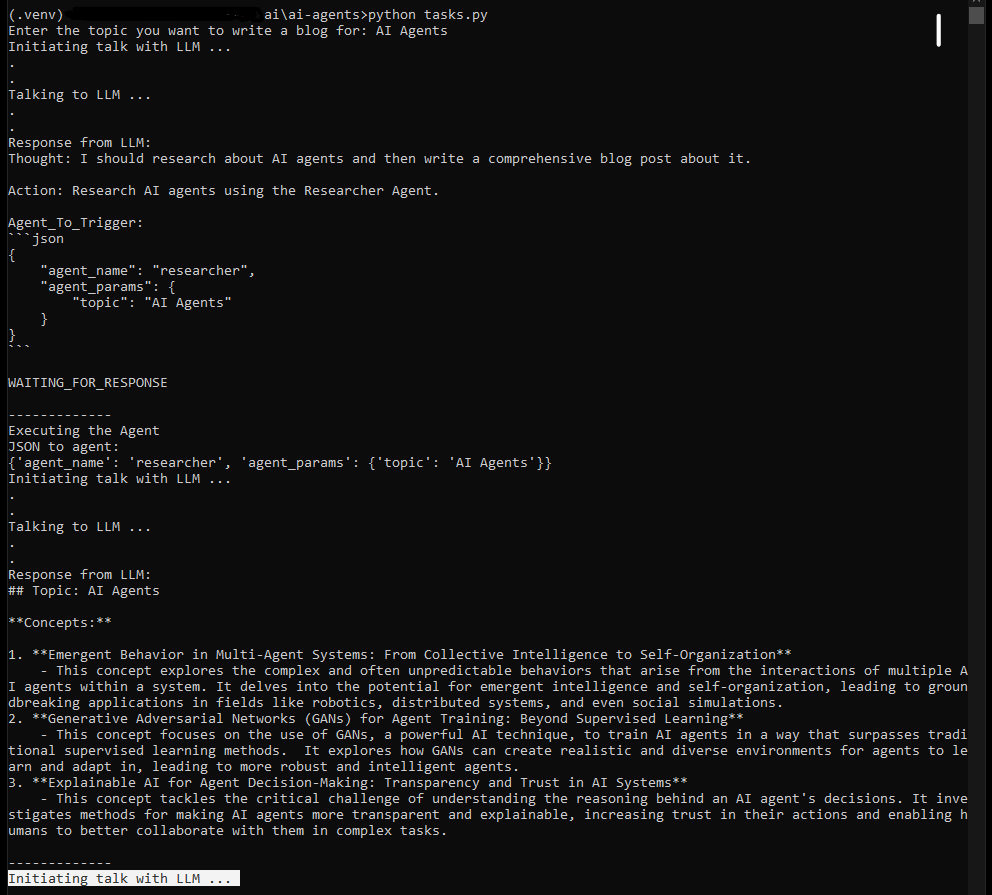 (.venv) ai\ai-agents>python tasks.py
Enter the topic you want to write a blog for: AI Agents
Initiating talk with LLM ...
.
.
Talking to LLM ...
.
.
Response from LLM:
Thought: I should research about AI agents and then write a comprehensive blog post about it.
Action: Research AI agents using the Researcher Agent.
Agent_To_Trigger:
```json
{
    "agent_name": "researcher",
    "agent_params": {
        "topic": "AI Agents"
    }
}
```
WAITING_FOR_RESPONSE
-------------
Executing the Agent
JSON to agent:
{'agent_name': 'researcher', 'agent_params': {'topic': 'AI Agents'}}
Initiating talk with LLM ...
.
.
Talking to LLM ...
.
.
Response from LLM:
## Topic: AI Agents
**Concepts:**
1. **Emergent Behavior in Multi-Agent Systems: From Collective Intelligence to Self-Organization**
    - This concept explores the complex and often unpredictable behaviors that arise from the interactions of multiple A
I agents within a system. It delves into the potential for emergent intelligence and self-organization, leading to groun
dbreaking applications in fields like robotics, distributed systems, and even social simulations.
2. **Generative Adversarial Networks (GANs) for Agent Training: Beyond Supervised Learning**
    - This concept focuses on the use of GANs, a powerful AI technique, to train AI agents in a way that surpasses tradi
tional supervised learning methods.  It explores how GANs can create realistic and diverse environments for agents to le
arn and adapt in, leading to more robust and intelligent agents.
3. **Explainable AI for Agent Decision-Making: Transparency and Trust in AI Systems**
    - This concept tackles the critical challenge of understanding the reasoning behind an AI agent's decisions. It inve
stigates methods for making AI agents more transparent and explainable, increasing trust in their actions and enabling h
umans to better collaborate with them in complex tasks.
-------------
Initiating talk with LLM ...